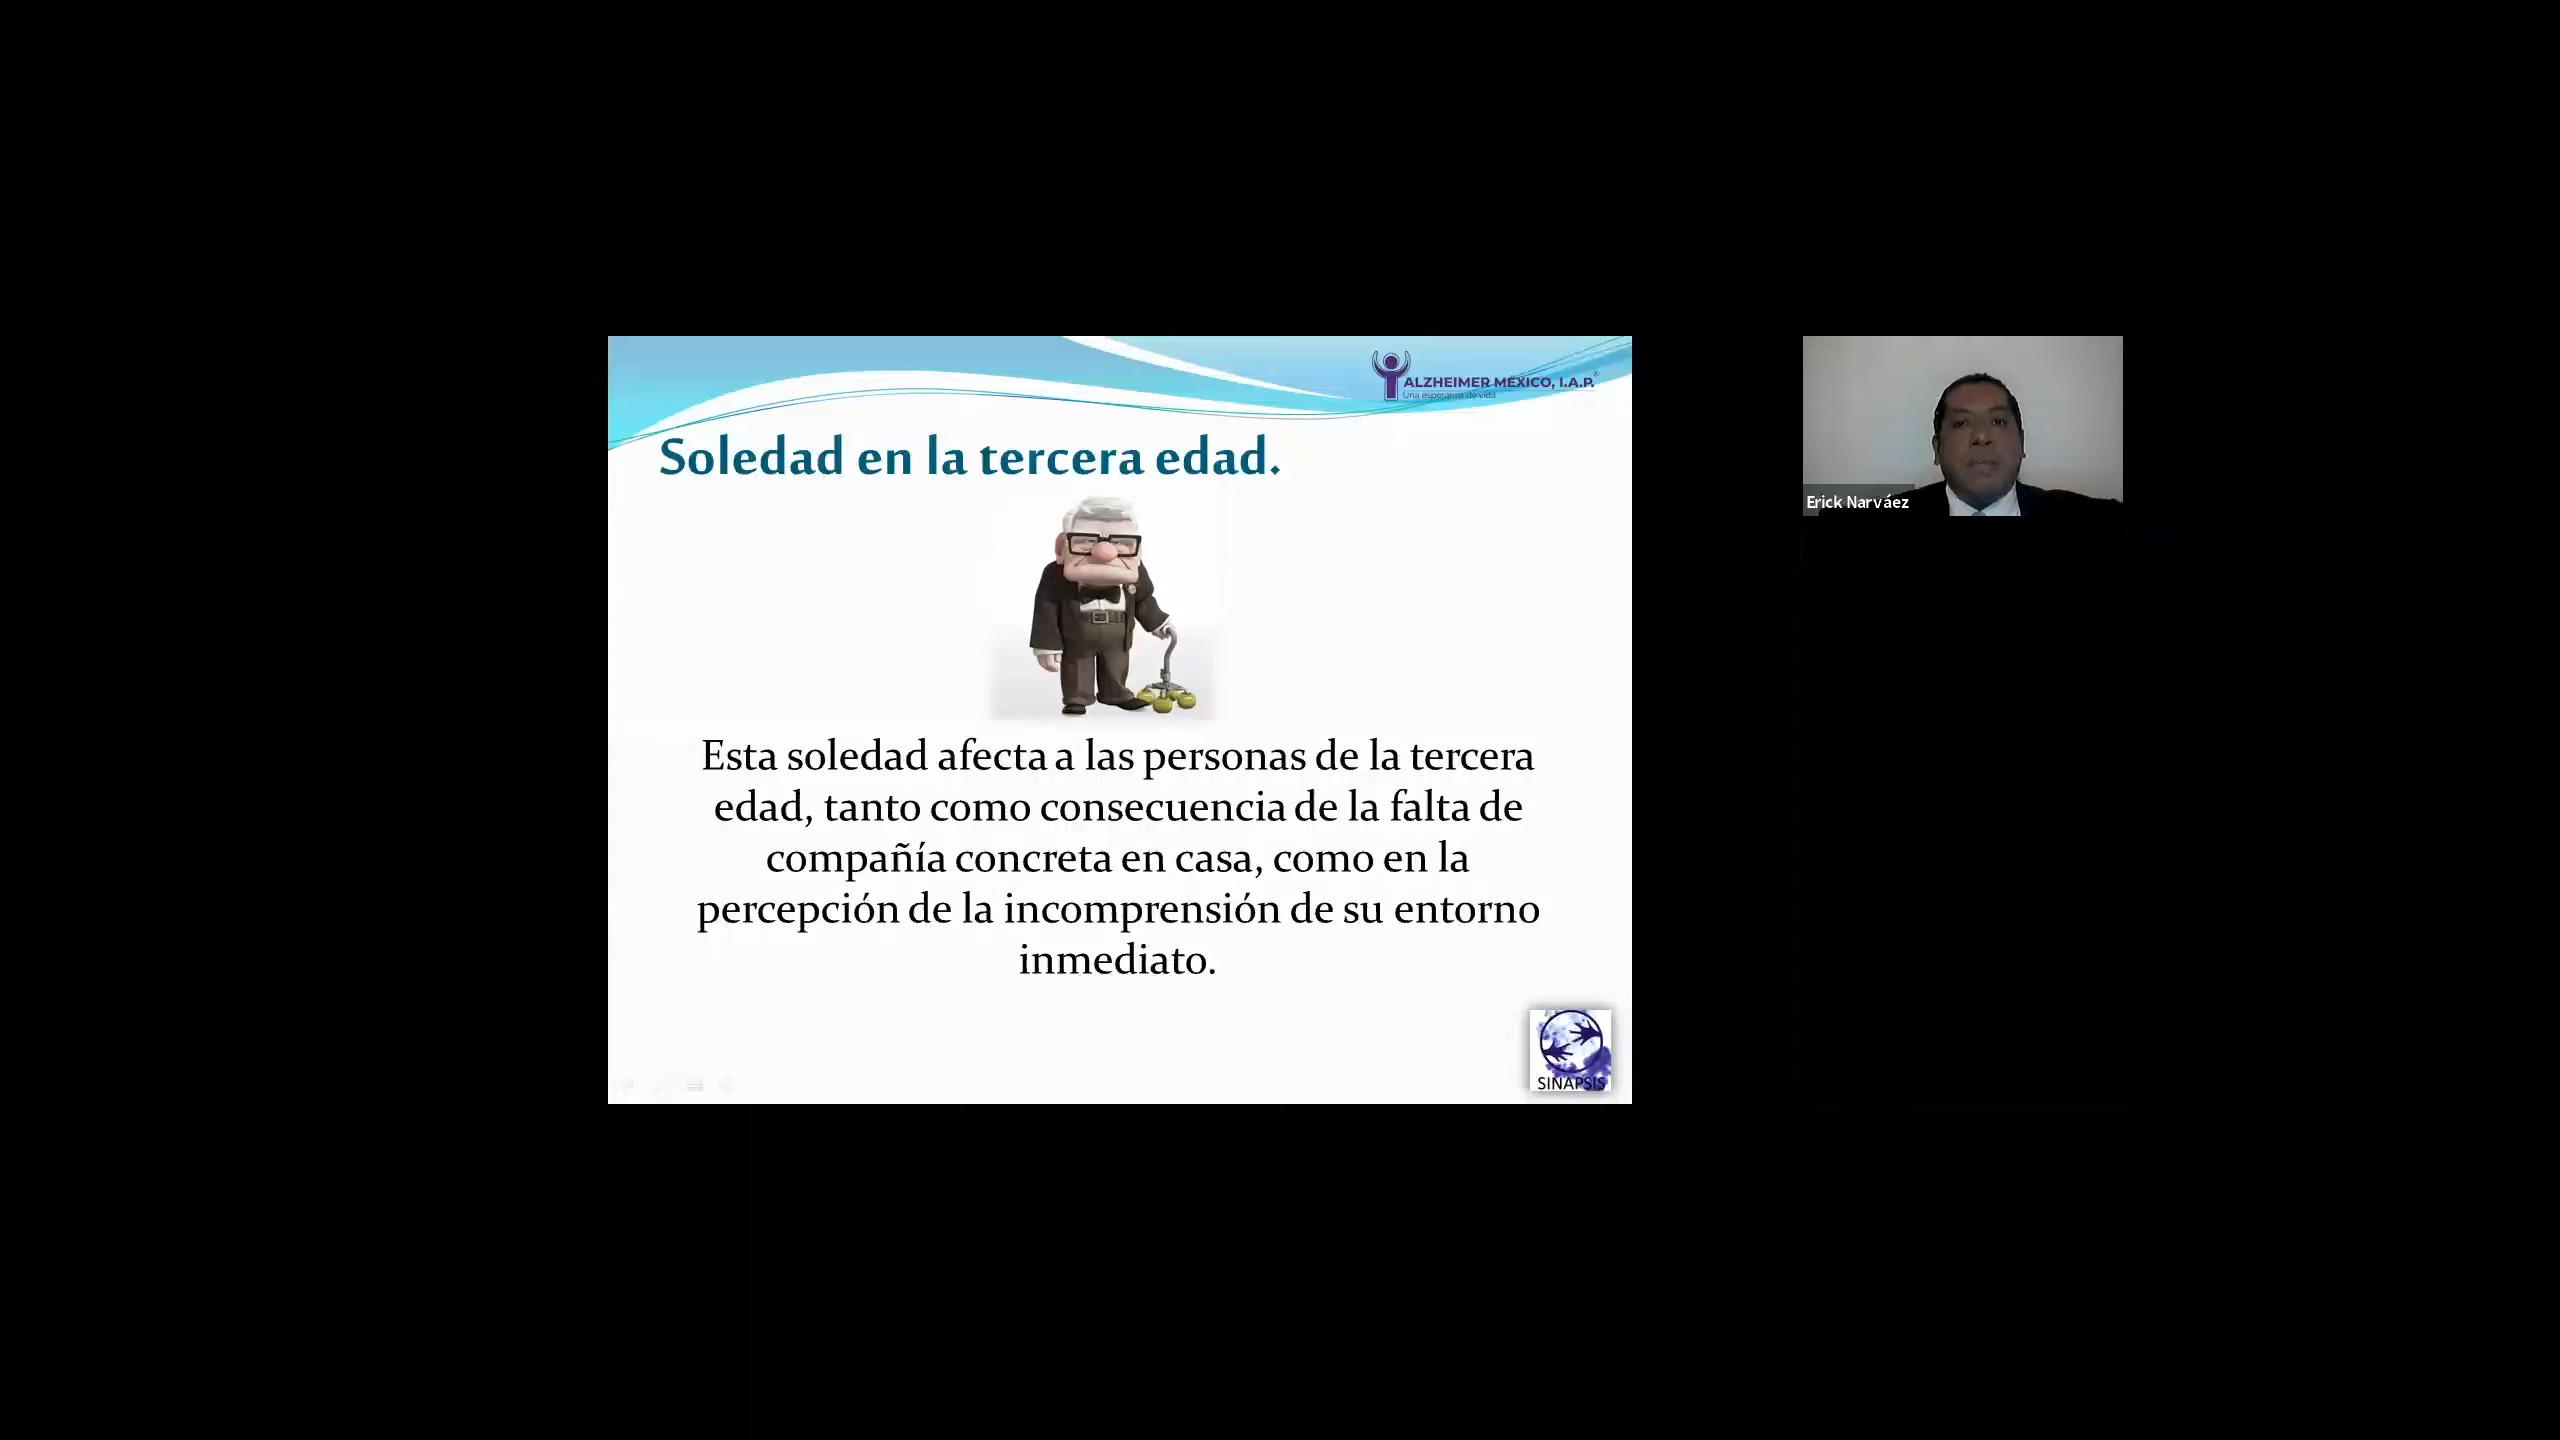 ALZHEIMER MÉXICO, I.A.P.®
Una esperanza de vida
Soledad en la tercera edad.
Esta soledad afecta a las personas de la tercera
edad, tanto como consecuencia de la falta de
compañía concreta en casa, como en la
percepción de la incomprensión de su entorno
inmediato.
SINAPSIS
Erick Narváez